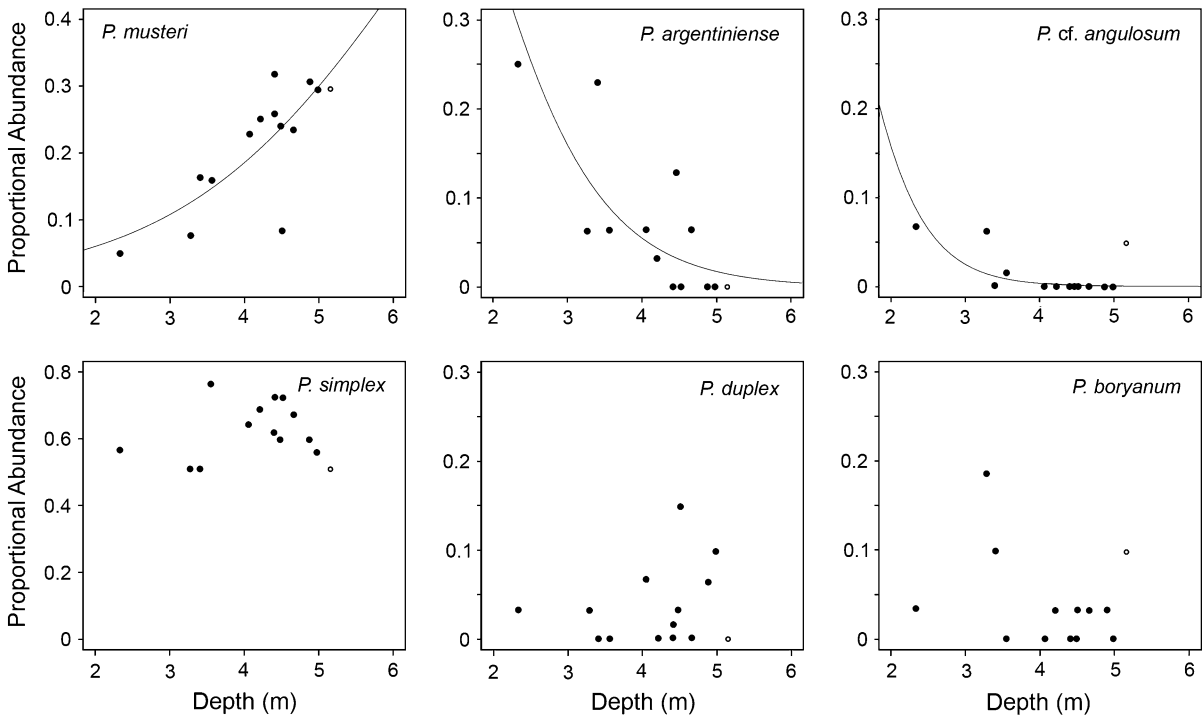 P. musteri
P. argentiniense
P. cf. angulosum
Proportional Abundance
0.4
0.3
0.2
0.1
0
2 3 4 5 6
0.3
0.2
0.1
0
2 3 4 5 6
0.3
0.2
0.1
0
2 3 4 5 6
P. simplex
P. duplex
P. boryanum
Proportional Abundance
0.8
0.6
0.4
0.2
0
2 3 4 5 6
Depth (m)
0.3
0.2
0.1
0
2 3 4 5 6
Depth (m)
0.3
0.2
0.1
0
2 3 4 5 6
Depth (m)